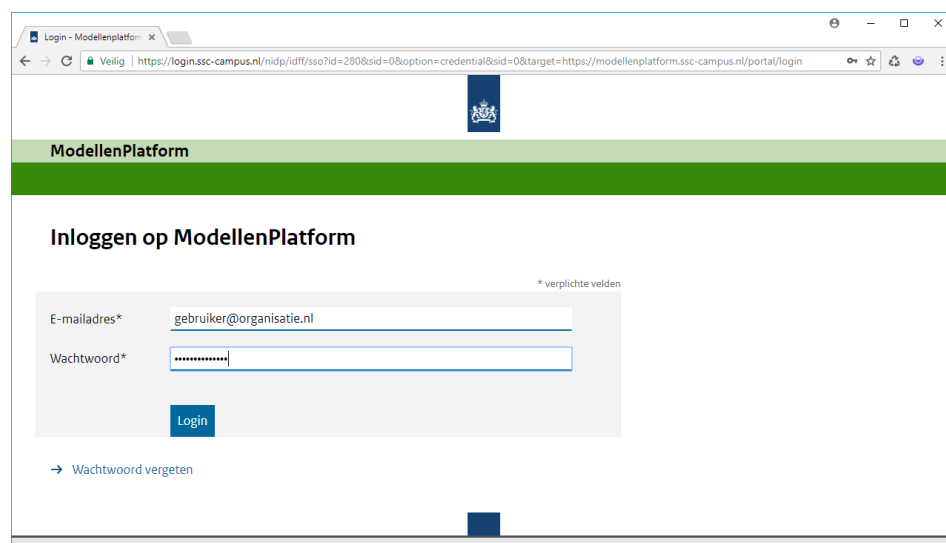 Login - Modellenplatform
Veilig | https://login.ssc-campus.nl/nidp/idff/sso?id=280&sid=0&option=credential&sid=0&target=https://modellenplatform.ssc-campus.nl/portal/login
ModellenPlatform
Inloggen op ModellenPlatform
* verplichte velden
E-mailadres* gebruiker@organisatie.nl
Wachtwoord* ••••••••••••••
Login
Wachtwoord vergeten